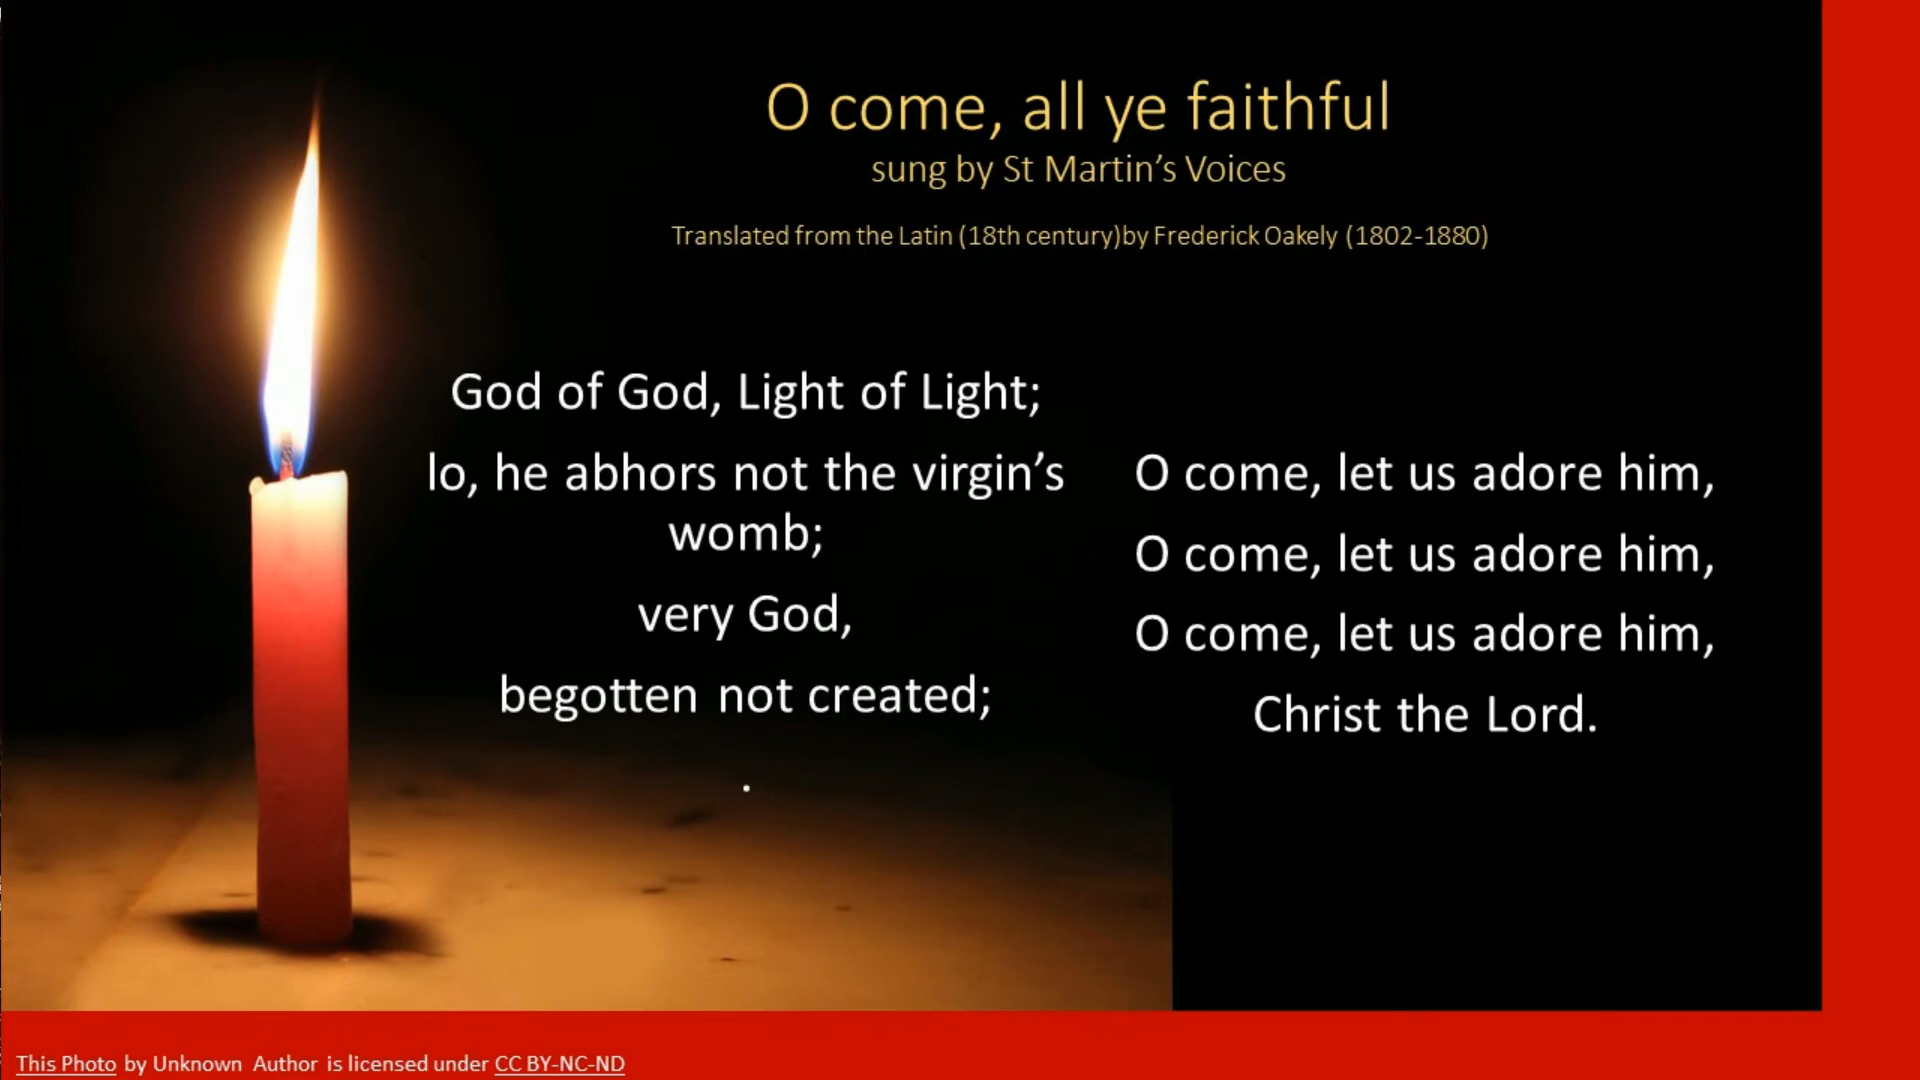 O come, all ye faithful
sung by St Martin’s Voices
Translated from the Latin (18th century)by Frederick Oakely (1802-1880)
God of God, Light of Light;
lo, he abhors not the virgin’s
womb;
very God,
begotten not created;
.
O come, let us adore him,
O come, let us adore him,
O come, let us adore him,
Christ the Lord.
This Photo by Unknown Author is licensed under CC BY-NC-ND